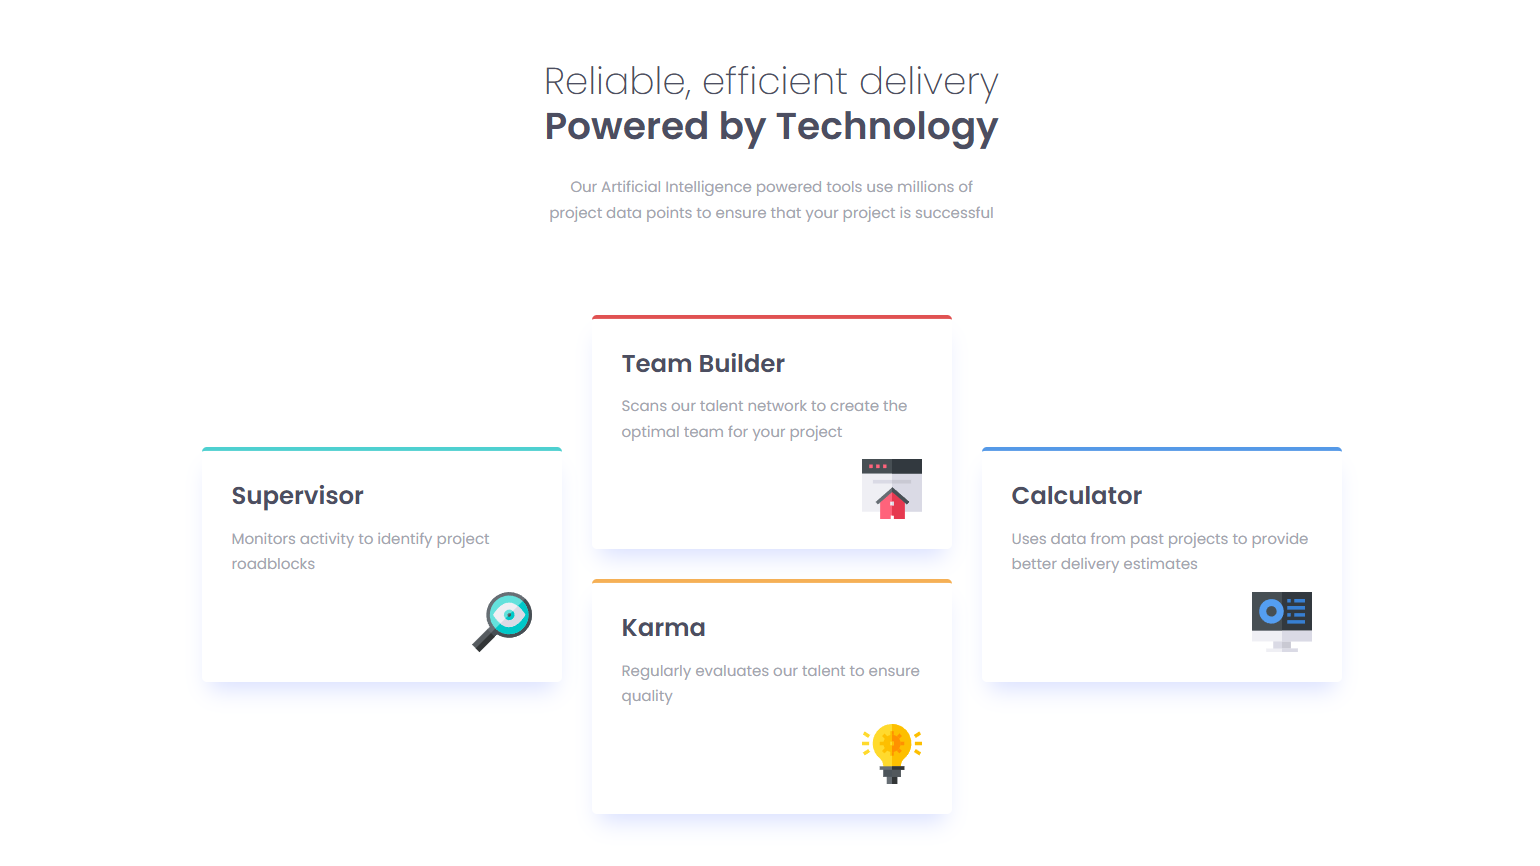 Reliable, efficient delivery
Powered by Technology
Our Artificial Intelligence powered tools use millions of
project data points to ensure that your project is successful
Supervisor
Monitors activity to identify project
roadblocks
Team Builder
Scans our talent network to create the
optimal team for your project
Karma
Regularly evaluates our talent to ensure
quality
Calculator
Uses data from past projects to provide
better delivery estimates